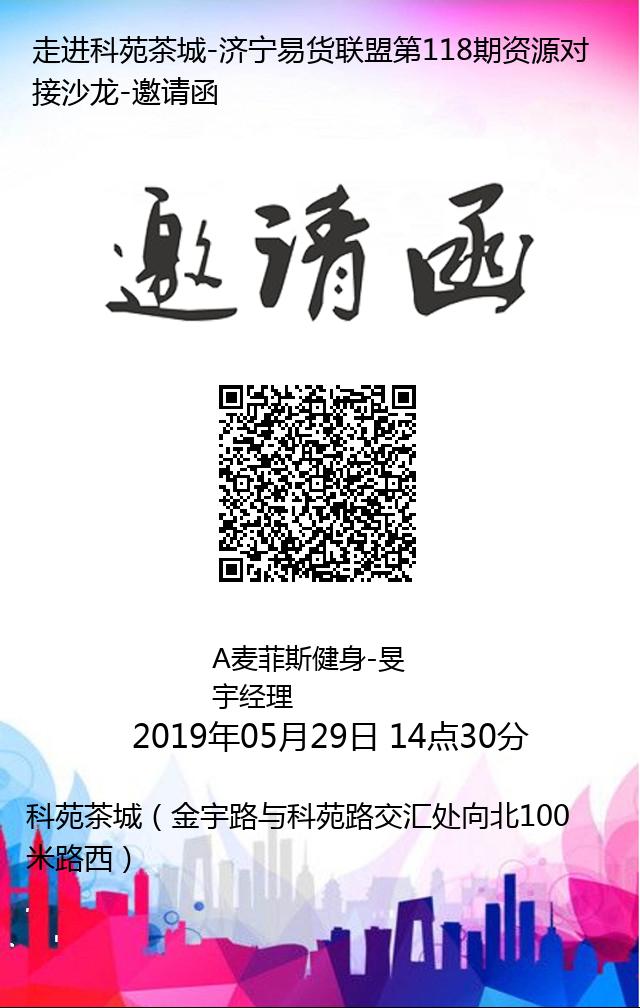 走进科苑茶城-济宁易货联盟第118期资源对
接沙龙-邀请函
邀请函
A麦菲斯健身-旻
宇经理
2019年05月29日 14点30分
科苑茶城（金宇路与科苑路交汇处向北100
米路西）